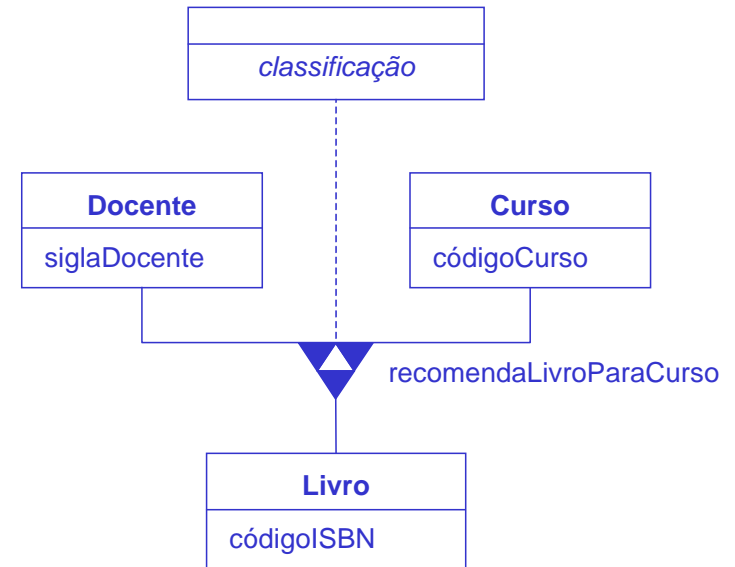 classificação
Docente
siglaDocente
Curso
códigoCurso
recomendaLivroParaCurso
Livro
códigoISBN